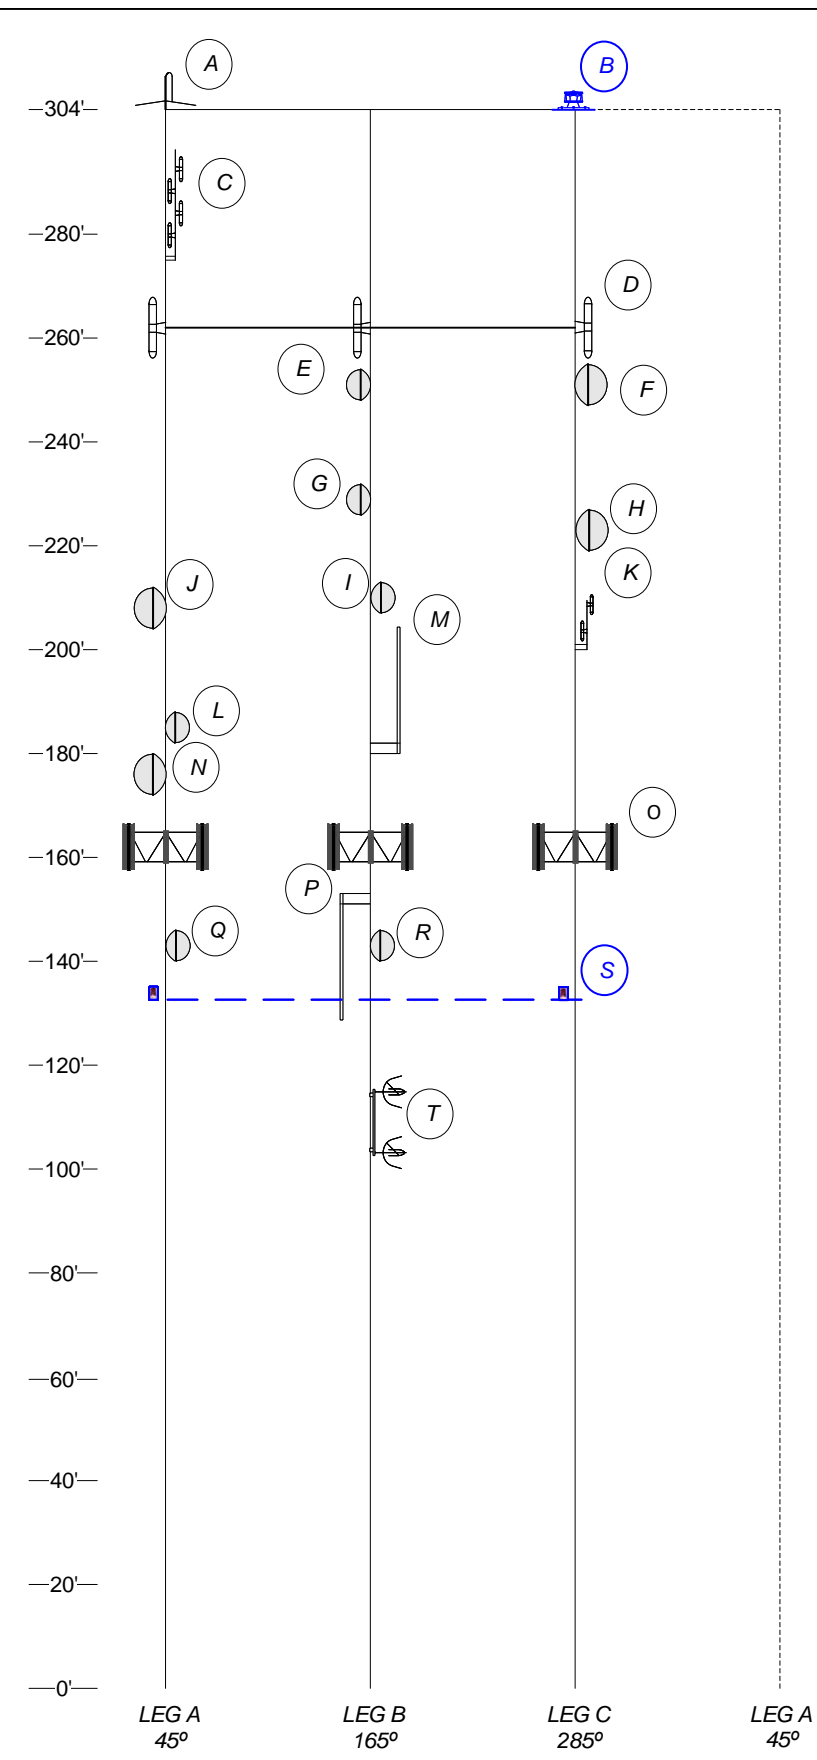 A
B
304'
C
280'
D
260'
E
F
240'
G
H
220'
J
I
K
M
200'
L
180'
N
O
160'
P
Q
R
140'
S
120'
T
100'
80'
60'
40'
20'
0'
LEG A
45º
LEG B
165º
LEG C
285º
LEG A
45º